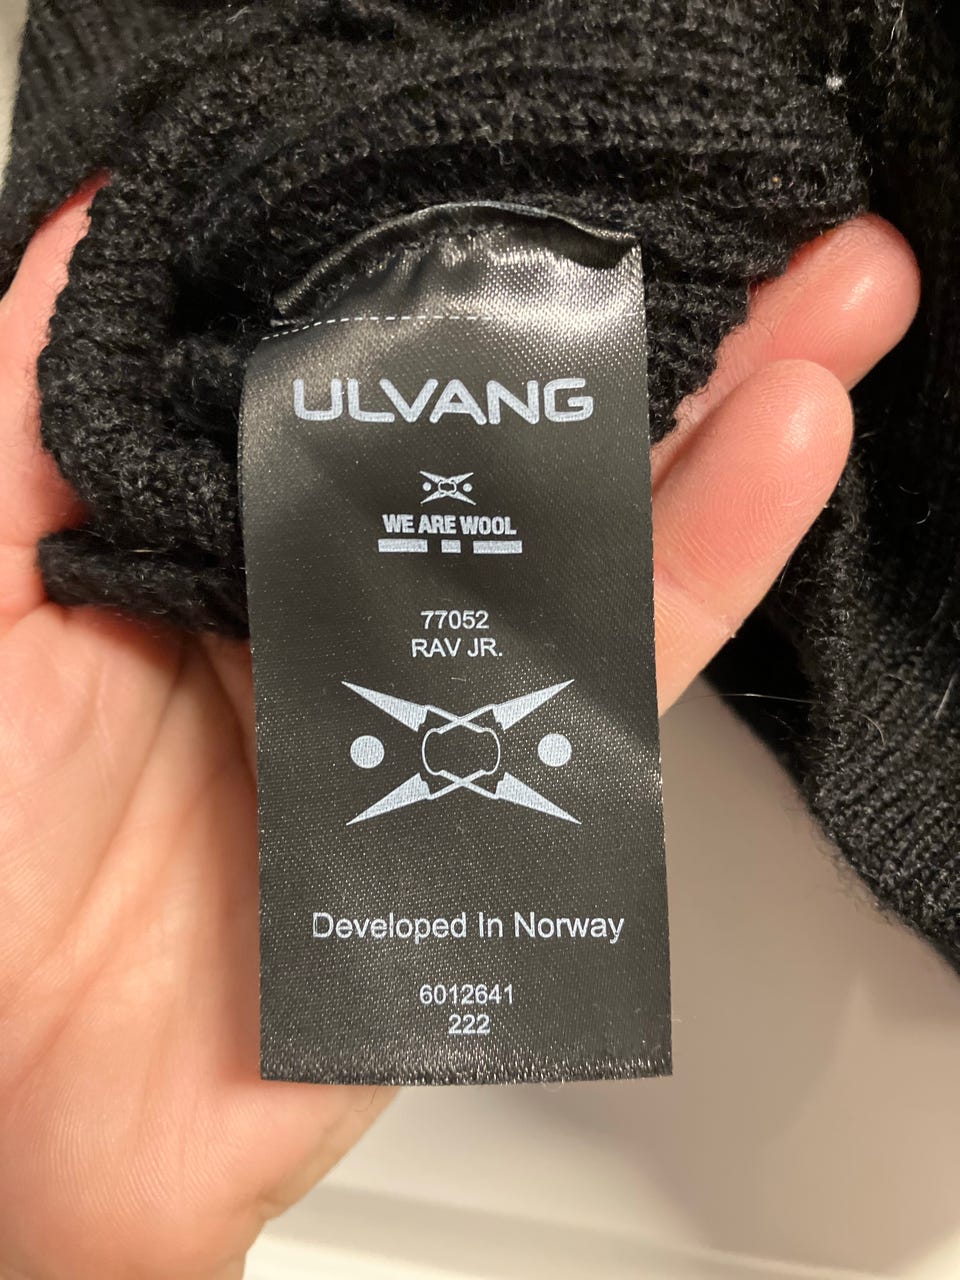 ULVANG
WE ARE WOOL
77052
RAV JR.
Developed In Norway
6012641
222